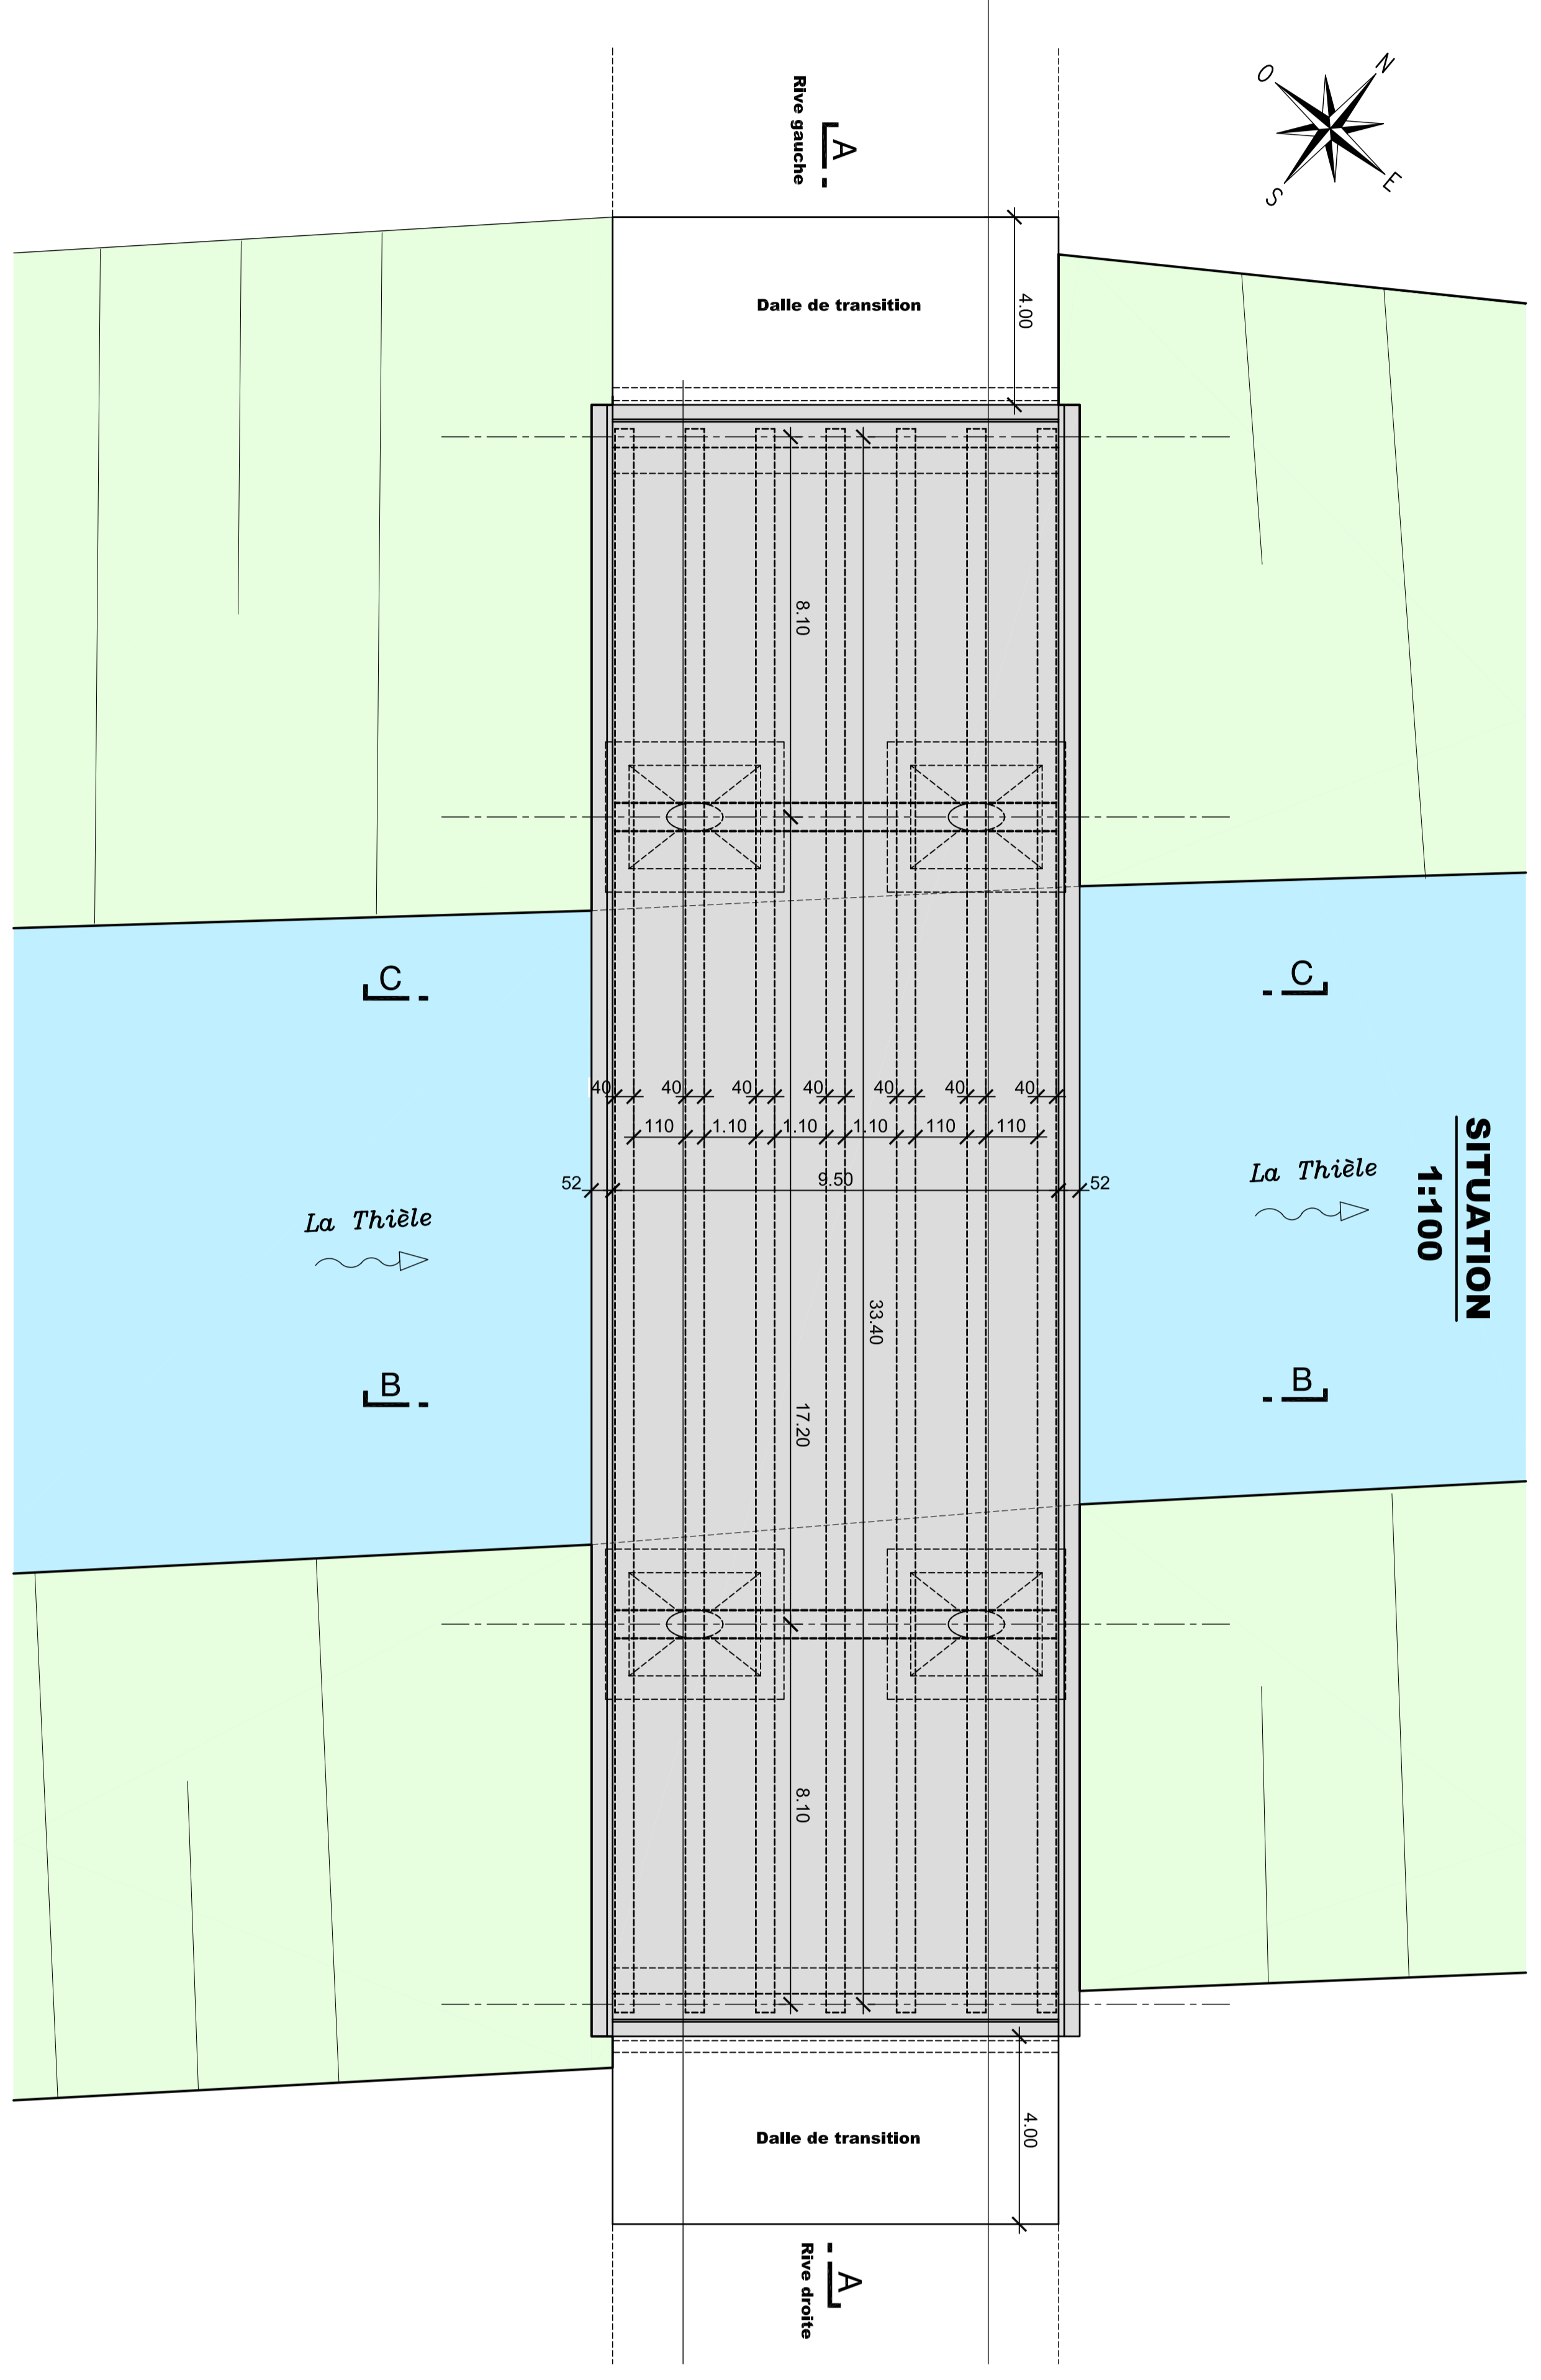 O
N
S
E
Rive gauche
A
Dalle de transition
4.00
8.10
C
C
40 40 40 40 40 40 40
110 1.10 1.10 1.10 110 110
52 9.50 52
La Thièle
La Thièle
SITUATION
1:100
33.40
17.20
B
B
8.10
Dalle de transition
4.00
Rive droite
A